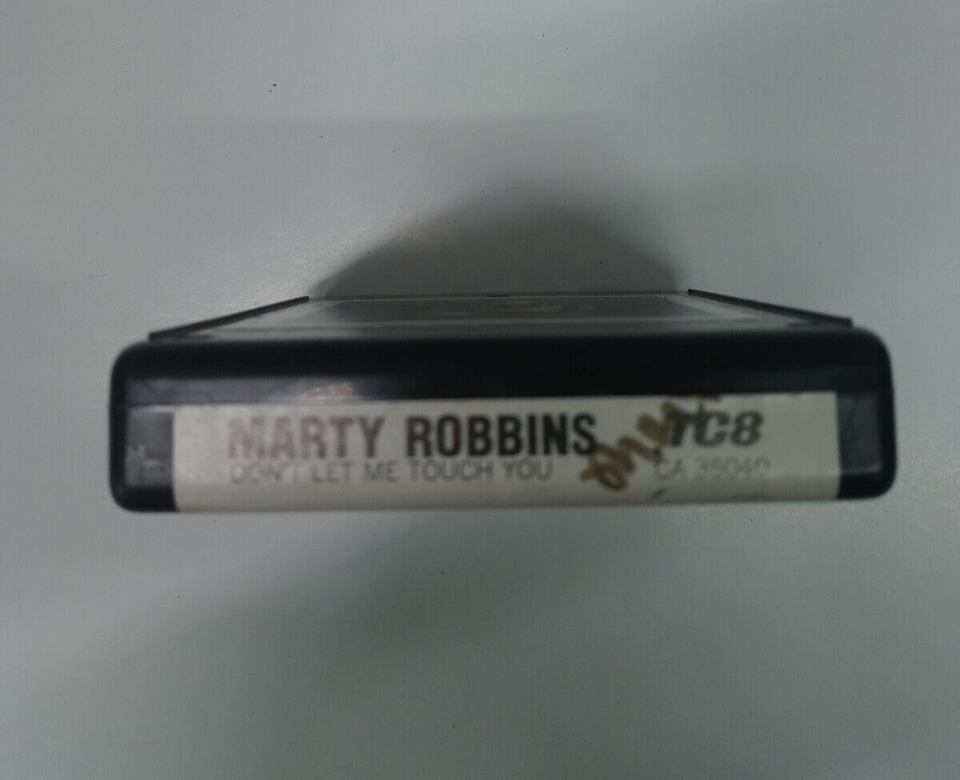 MARTY ROBBINS TC8
DON'T LET ME TOUCH YOU CA 35040